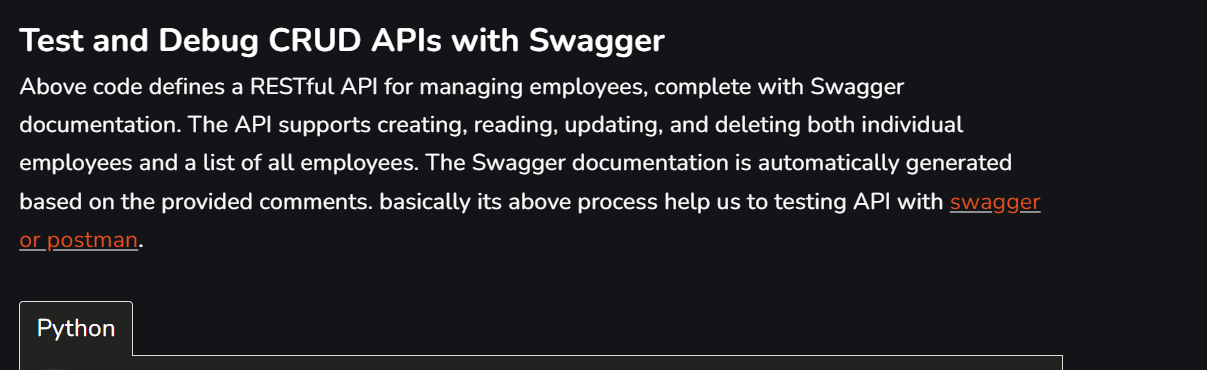 Test and Debug CRUD APIs with Swagger
Above code defines a RESTful API for managing employees, complete with Swagger
documentation. The API supports creating, reading, updating, and deleting both individual
employees and a list of all employees. The Swagger documentation is automatically generated
based on the provided comments. basically its above process help us to testing API with swagger
or postman.
Python